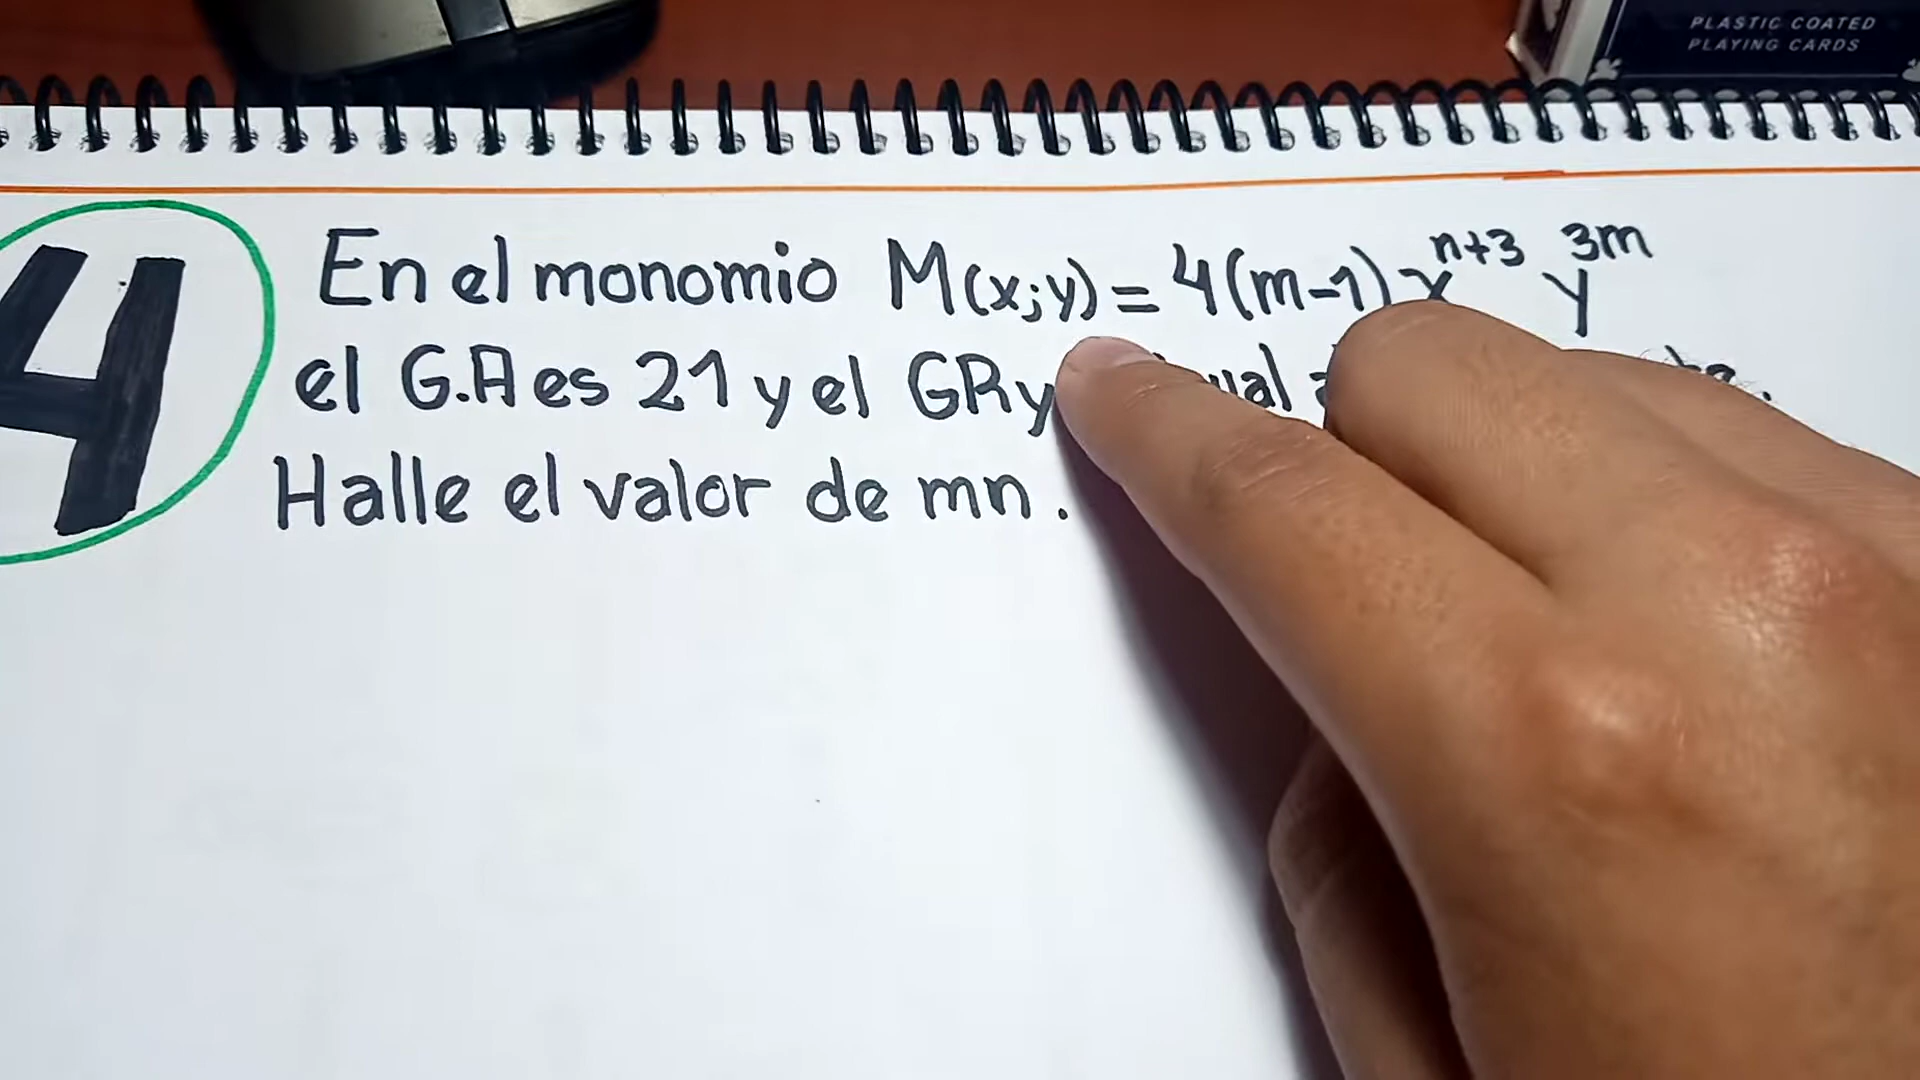 PLASTIC COATED
PLAYING CARDS
4
En el monomio M(x;y) = 4(m-1) x^{n+3} y^{3m}
el G.A es 21 y el GRy
Halle el valor de mn.